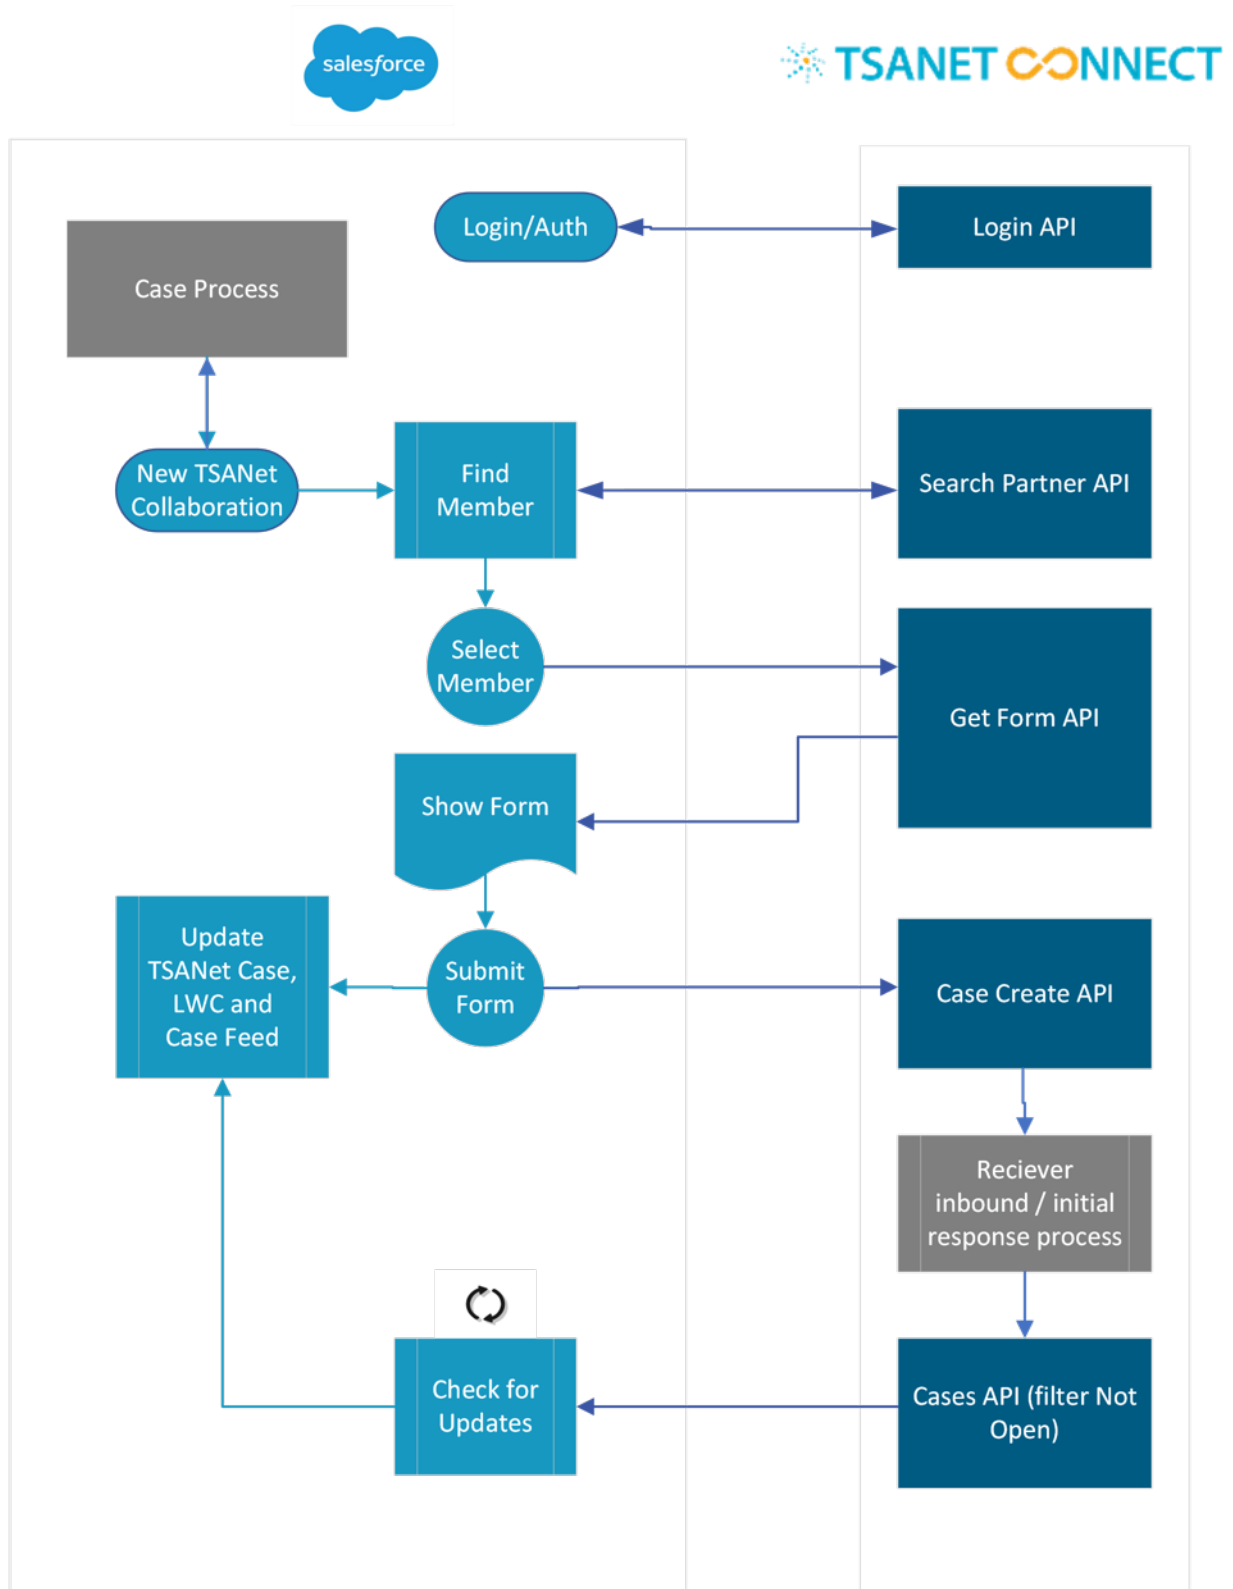 salesforce
TSANET CONNECT
Login/Auth
Login API
Case Process
New TSANet
Collaboration
Find
Member
Search Partner API
Select
Member
Get Form API
Show Form
Update
TSANet Case,
LWC and
Case Feed
Submit
Form
Case Create API
Reciever
inbound / initial
response process
Check for
Updates
Cases API (filter Not
Open)